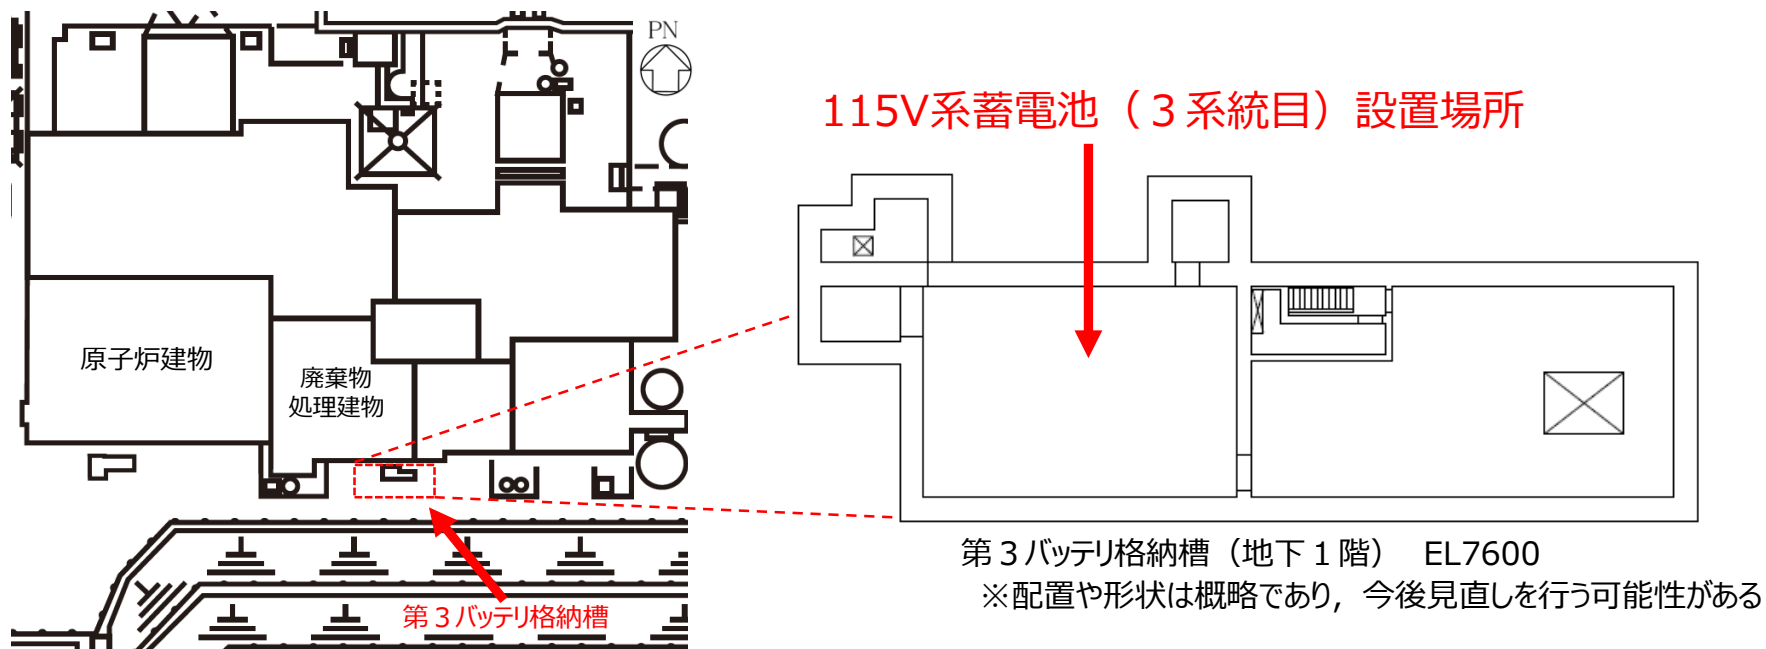 PN
原子炉建物
廃棄物
処理建物
第３バッテリ格納槽
115V系蓄電池（３系統目）設置場所
第３バッテリ格納槽（地下１階）　EL7600
※配置や形状は概略であり，今後見直しを行う可能性がある